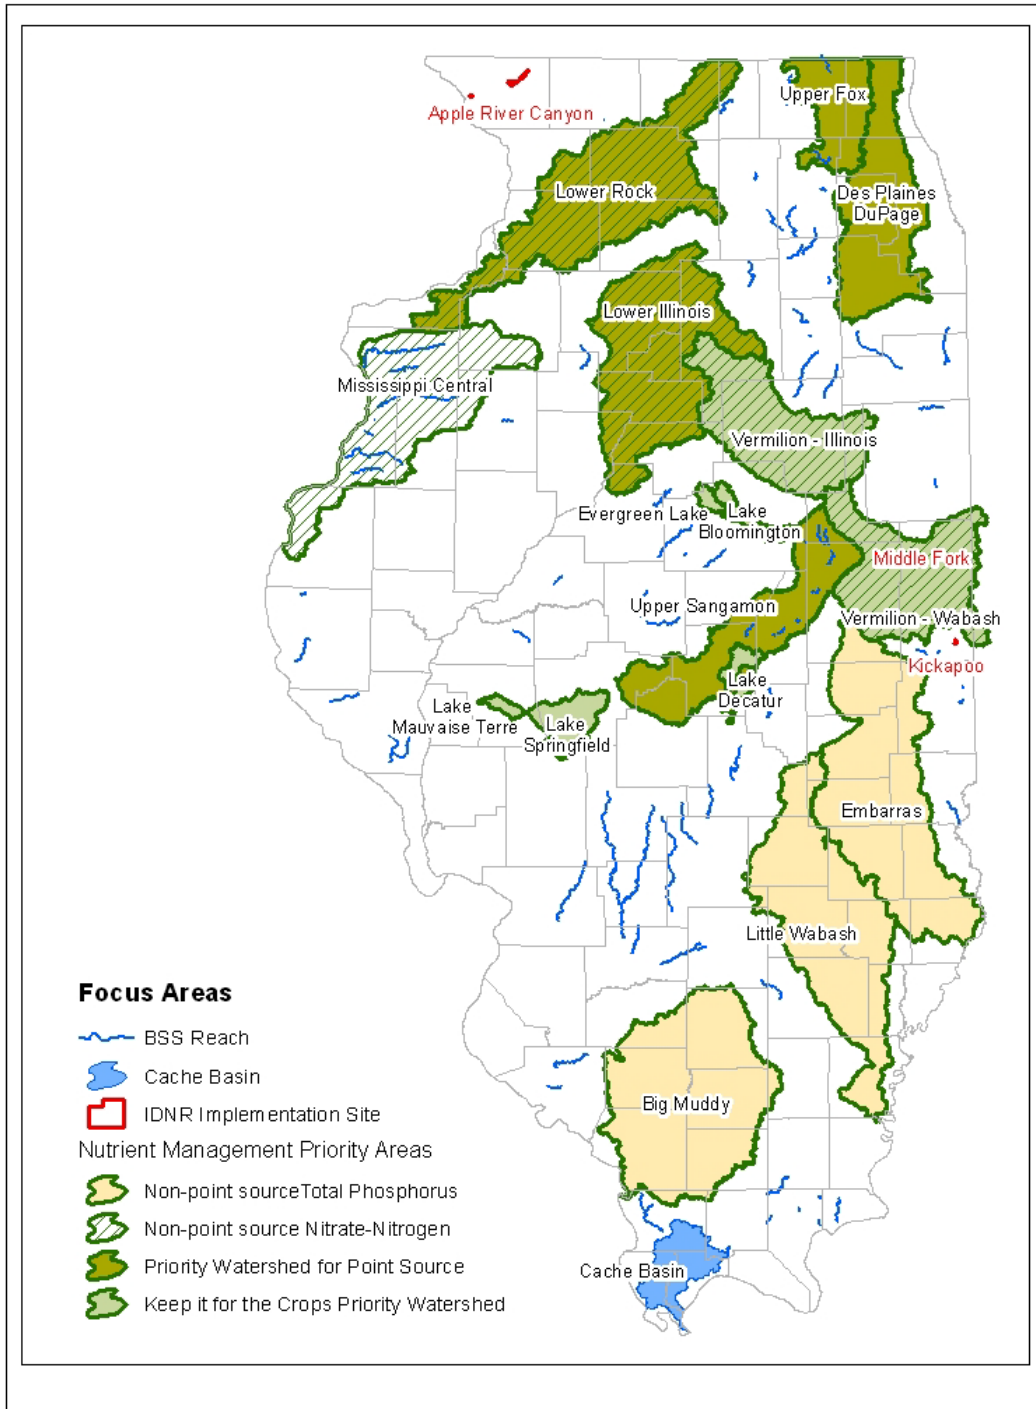 Apple River Canyon
Upper Fox
Lower Rock
Des Plaines
DuPage
Lower Illinois
Mississippi Central
Vermilion - Illinois
Evergreen Lake
Lake
Bloomington
Middle Fork
Upper Sangamon
Vermilion - Wabash
Kickapoo
Lake
Decatur
Lake
Mauvaise Terre
Lake
Springfield
Embarras
Little Wabash
Big Muddy
Cache Basin
Focus Areas
BSS Reach
Cache Basin
IDNR Implementation Site
Nutrient Management Priority Areas
Non-point sourceTotal Phosphorus
Non-point source Nitrate-Nitrogen
Priority Watershed for Point Source
Keep it for the Crops Priority Watershed